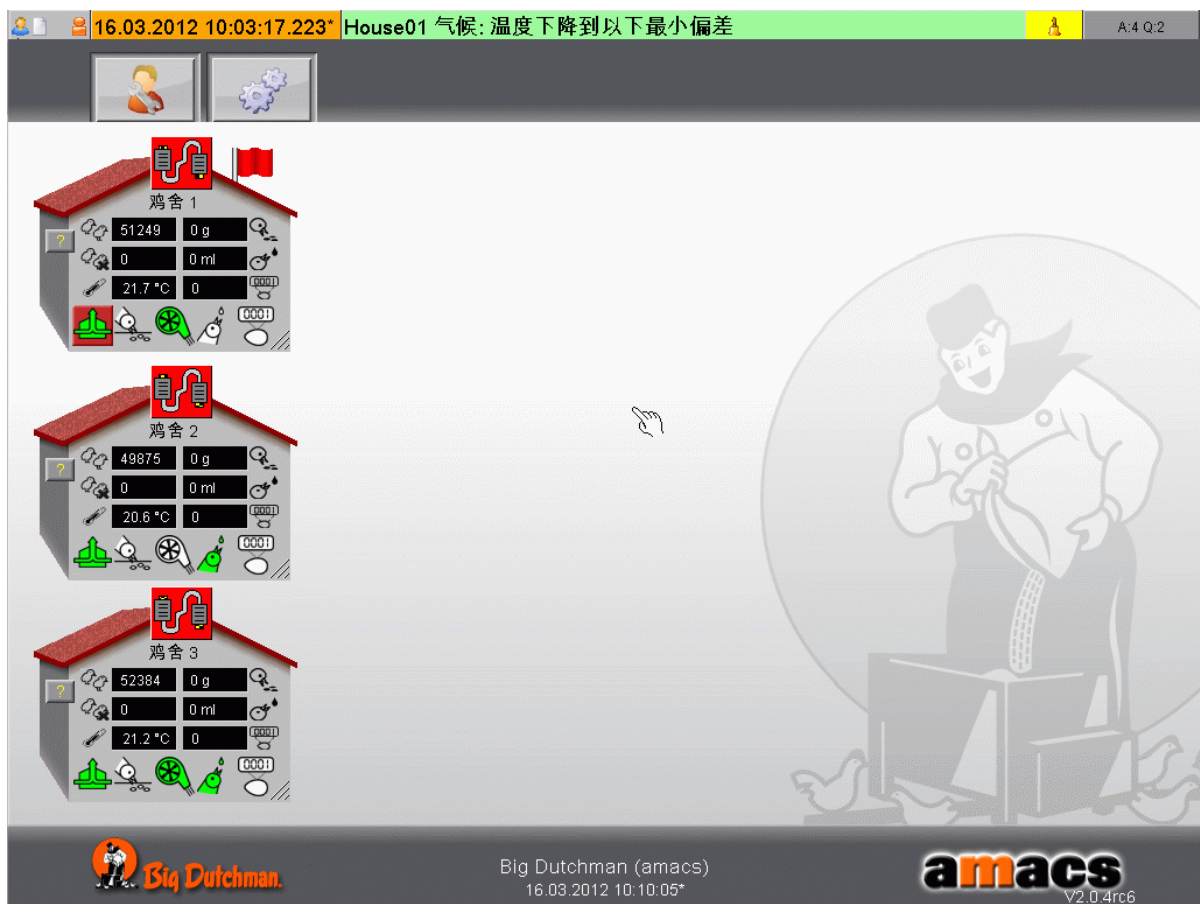 16.03.2012 10:03:17.223* House01 气候: 温度下降到以下最小偏差 A:4 Q:2
鸡舍 1
? 51249 0 g
0 0 ml
21.7 °C 0 0001
0001
鸡舍 2
? 49875 0 g
0 0 ml
20.6 °C 0 0001
0001
鸡舍 3
? 52384 0 g
0 0 ml
21.2 °C 0 0001
0001
Big Dutchman.
Big Dutchman (amacs)
16.03.2012 10:10:05*
amacs
V2.0.4rc6